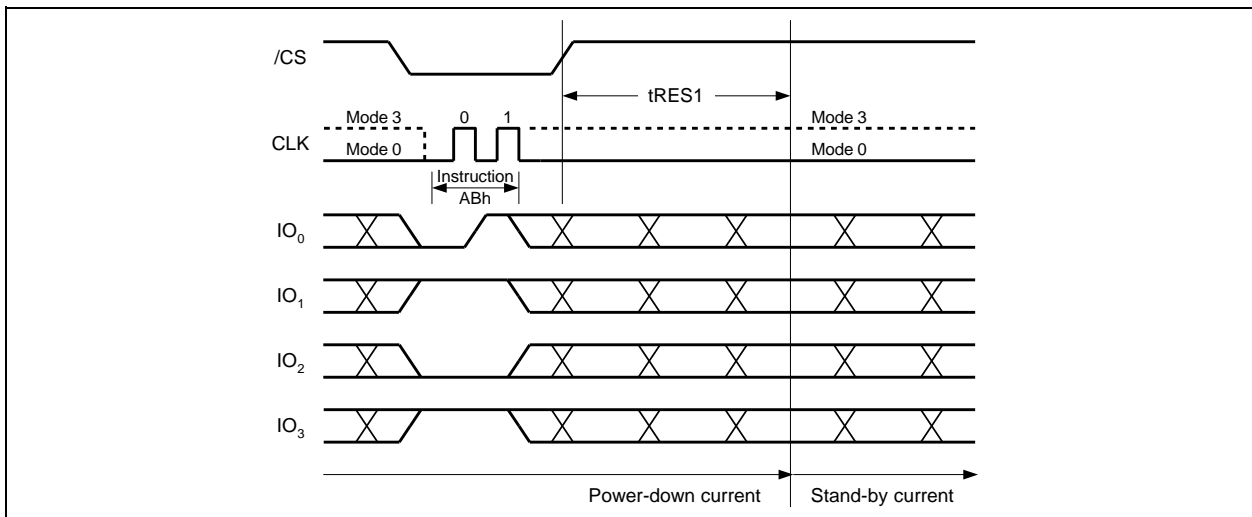 /CS
tRES1
Mode 3 0 1 Mode 3
CLK
Mode 0 Mode 0
Instruction
ABh
IO0
IO1
IO2
IO3
Power-down current Stand-by current